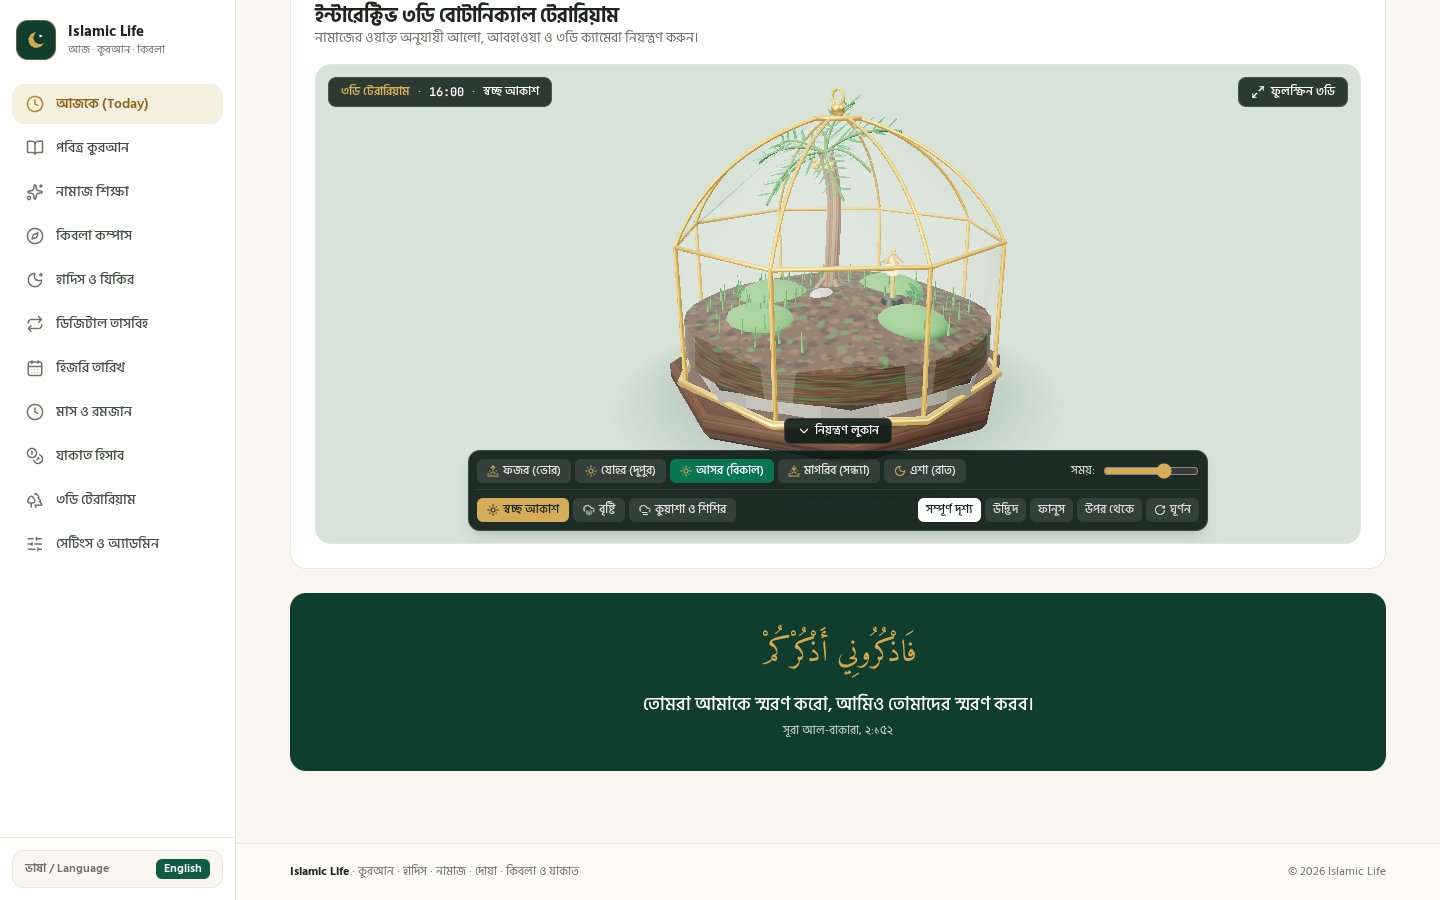 Islamic Life
আজ · কুরআন · কিবলা
আজকে (Today)
পবিত্র কুরআন
নামাজ শিক্ষা
কিবলা কম্পাস
হাদিস ও যিকির
ডিজিটাল তাসবিহ
হিজরি তারিখ
মাস ও রমজান
যাকাত হিসাব
৩ডি টেরারিয়াম
সেটিংস ও অ্যাডমিন
ভাষা / Language
English
ইন্টারেক্টিভ ৩ডি বোটানিক্যাল টেরারিয়াম
নামাজের ওয়াক্ত অনুযায়ী আলো, আবহাওয়া ও ৩ডি ক্যামেরা নিয়ন্ত্রণ করুন।
৩ডি টেরারিয়াম · 16:00 · স্বচ্ছ আকাশ
ফুলস্ক্রিন ৩ডি
নিয়ন্ত্রণ লুকান
ফজর (ভোর) যোহর (দুপুর) আসর (বিকাল) মাগরিব (সন্ধ্যা) এশা (রাত) সময়:
স্বচ্ছ আকাশ বৃষ্টি কুয়াশা ও শিশির সম্পূর্ণ দৃশ্য উদ্ভিদ ফানুস উপর থেকে ঘূর্ণন
فَاذْكُرُونِي أَذْكُرْكُمْ
তোমরা আমাকে স্মরণ করো, আমিও তোমাদের স্মরণ করব।
সূরা আল-বাকারা, ২:১৫২
Islamic Life · কুরআন · হাদিস · নামাজ · দোয়া · কিবলা ও যাকাত
© 2026 Islamic Life